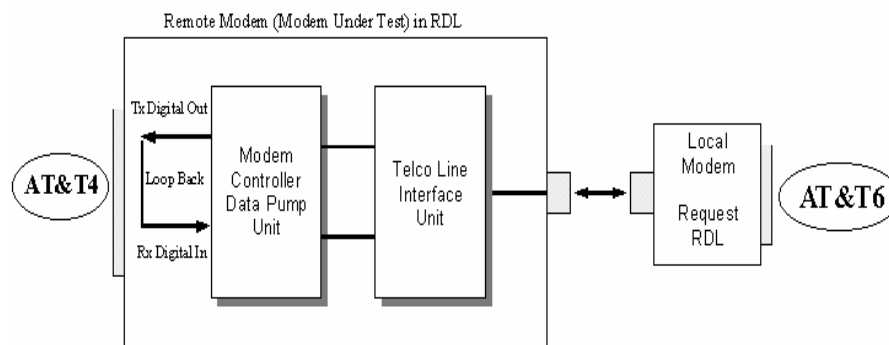 Remote Modem (Modem Under Test) in RDL
Tx Digital Out
Loop Back
Rx Digital In
AT&T4
Modem
Controller
Data Pump
Unit
Telco Line
Interface
Unit
Local
Modem
Request
RDL
AT&T6